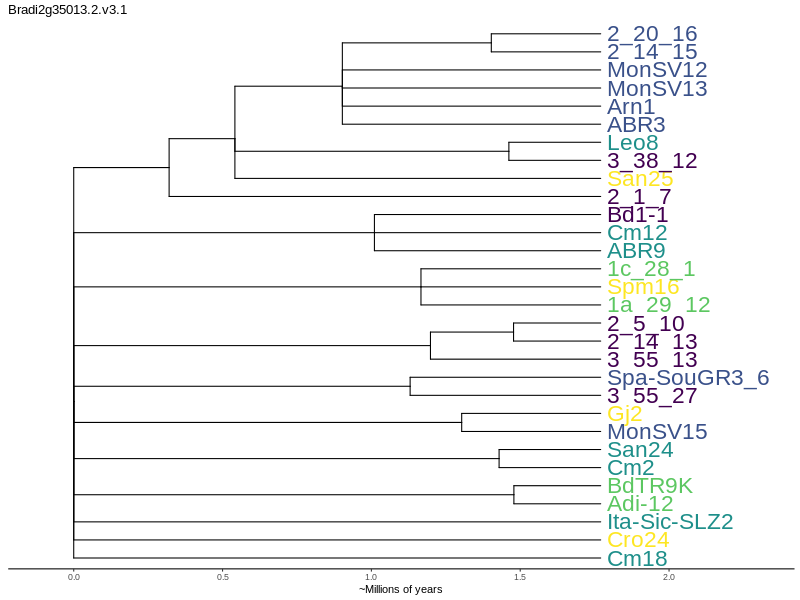 Bradi2g35013.2.v3.1
2_20_16
2_14_15
MonSV12
MonSV13
Arn1
ABR3
Leo8
3_38_12
San25
2_1_7
Bd1-1
Cm12
ABR9
1c_28_1
Spm16
1a_29_12
2_5_10
2_14_13
3_55_13
Spa-SouGR3_6
3_55_27
Gj2
MonSV15
San24
Cm2
BdTR9K
Adi-12
Ita-Sic-SLZ2
Cro24
Cm18
0.0 0.5 1.0 1.5 2.0
~Millions of years